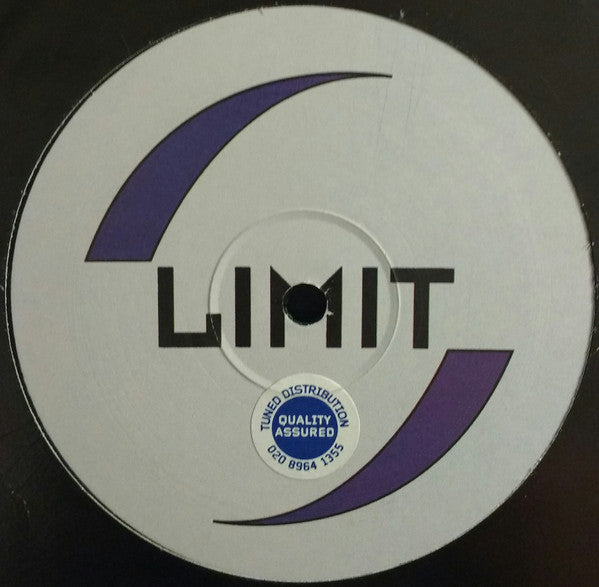 LIMIT
TUNED DISTRIBUTION
QUALITY
ASSURED
020 8964 1355